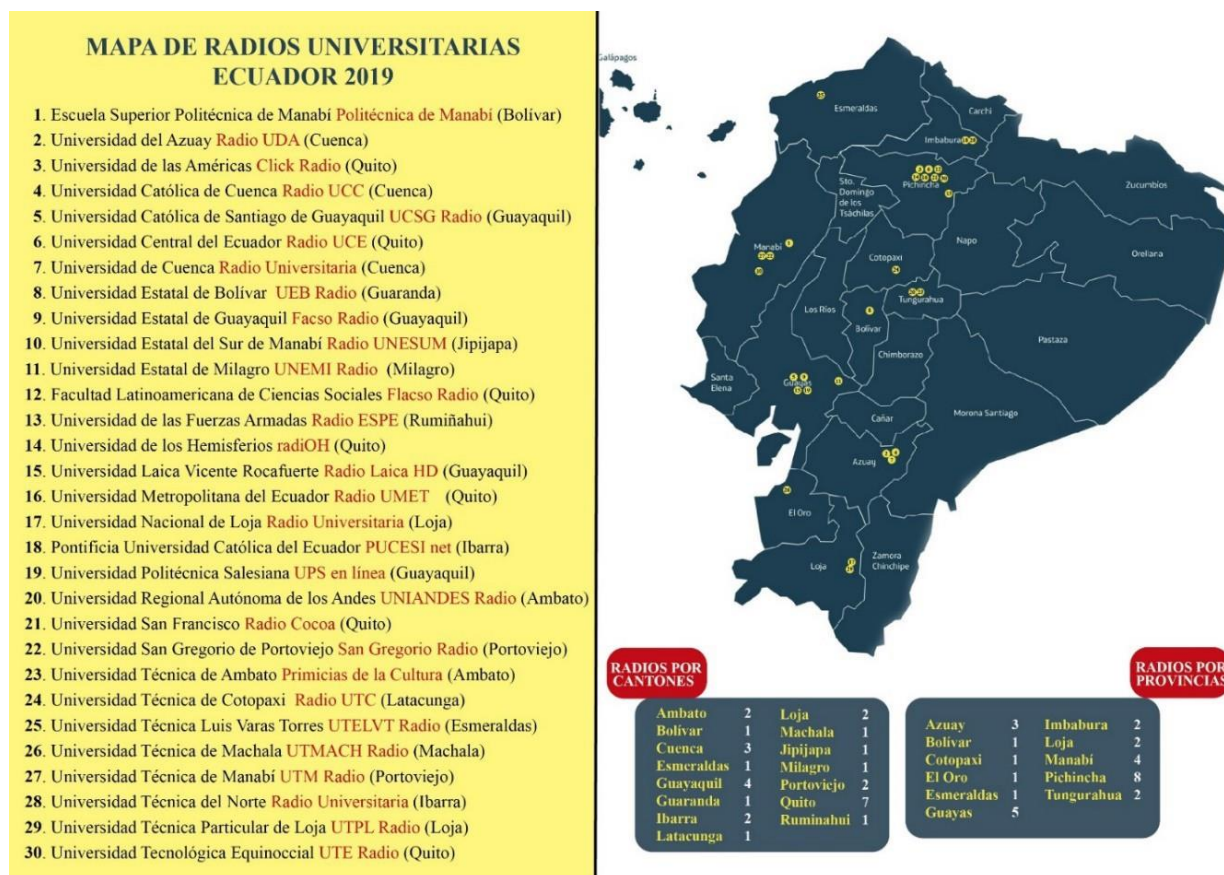 MAPA DE RADIOS UNIVERSITARIAS
ECUADOR 2019
1. Escuela Superior Politécnica de Manabí Politécnica de Manabí (Bolívar)
2. Universidad del Azuay Radio UDA (Cuenca)
3. Universidad de las Américas Click Radio (Quito)
4. Universidad Católica de Cuenca Radio UCC (Cuenca)
5. Universidad Católica de Santiago de Guayaquil UCSG Radio (Guayaquil)
6. Universidad Central del Ecuador Radio UCE (Quito)
7. Universidad de Cuenca Radio Universitaria (Cuenca)
8. Universidad Estatal de Bolívar UEB Radio (Guaranda)
9. Universidad Estatal de Guayaquil Facso Radio (Guayaquil)
10. Universidad Estatal del Sur de Manabí Radio UNESUM (Jipijapa)
11. Universidad Estatal de Milagro UNEMI Radio (Milagro)
12. Facultad Latinoamericana de Ciencias Sociales Flacso Radio (Quito)
13. Universidad de las Fuerzas Armadas Radio ESPE (Rumiñahui)
14. Universidad de los Hemisferios radiOH (Quito)
15. Universidad Laica Vicente Rocafuerte Radio Laica HD (Guayaquil)
16. Universidad Metropolitana del Ecuador Radio UMET (Quito)
17. Universidad Nacional de Loja Radio Universitaria (Loja)
18. Pontificia Universidad Católica del Ecuador PUCESI net (Ibarra)
19. Universidad Politécnica Salesiana UPS en línea (Guayaquil)
20. Universidad Regional Autónoma de los Andes UNIANDES Radio (Ambato)
21. Universidad San Francisco Radio Cocoa (Quito)
22. Universidad San Gregorio de Portoviejo San Gregorio Radio (Portoviejo)
23. Universidad Técnica de Ambato Primicias de la Cultura (Ambato)
24. Universidad Técnica de Cotopaxi Radio UTC (Latacunga)
25. Universidad Técnica Luis Varas Torres UTELVT Radio (Esmeraldas)
26. Universidad Técnica de Machala UTMACH Radio (Machala)
27. Universidad Técnica de Manabí UTM Radio (Portoviejo)
28. Universidad Técnica del Norte Radio Universitaria (Ibarra)
29. Universidad Técnica Particular de Loja UTPL Radio (Loja)
30. Universidad Tecnológica Equinoccial UTE Radio (Quito)
Galápagos
Esmeraldas
Carchi
Imbabura
Pichincha
Sto.
Domingo
de los
Tsáchilas
Zucumbios
Napo
Orellana
Manabí
Cotopaxi
Tungurahua
Los Ríos
Bolívar
Pastaza
Chimborazo
Santa
Elena
Guayas
Morona Santiago
Cañar
Azuay
El Oro
Loja
Zamora
Chinchipe
RADIOS POR
CANTONES
Ambato 2
Bolívar 1
Cuenca 3
Esmeraldas 1
Guayaquil 4
Guaranda 1
Ibarra 2
Latacunga 1
Loja 2
Machala 1
Jipijapa 1
Milagro 1
Portoviejo 2
Quito 7
Ruminahui 1
RADIOS POR
PROVINCIAS
Azuay 3
Bolívar 1
Cotopaxi 1
El Oro 1
Esmeraldas 1
Guayas 5
Imbabura 2
Loja 2
Manabí 4
Pichincha 8
Tungurahua 2